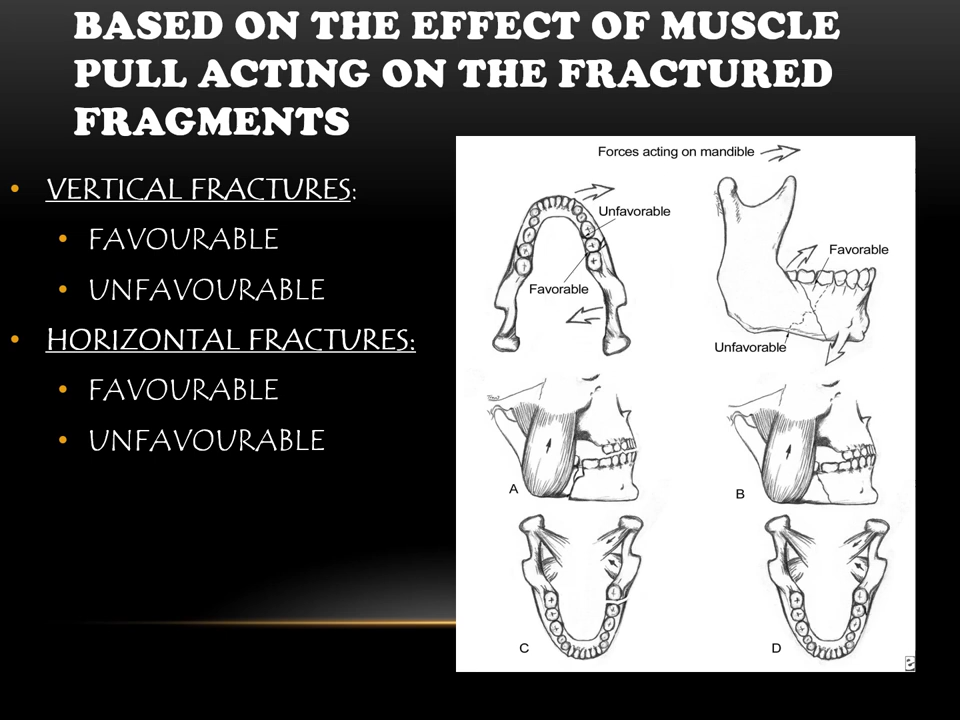 BASED ON THE EFFECT OF MUSCLE
PULL ACTING ON THE FRACTURED
FRAGMENTS
• VERTICAL FRACTURES:
• FAVOURABLE
• UNFAVOURABLE
• HORIZONTAL FRACTURES:
• FAVOURABLE
• UNFAVOURABLE
Forces acting on mandible
Unfavorable
Favorable
Favorable
Unfavorable
A
B
C
D